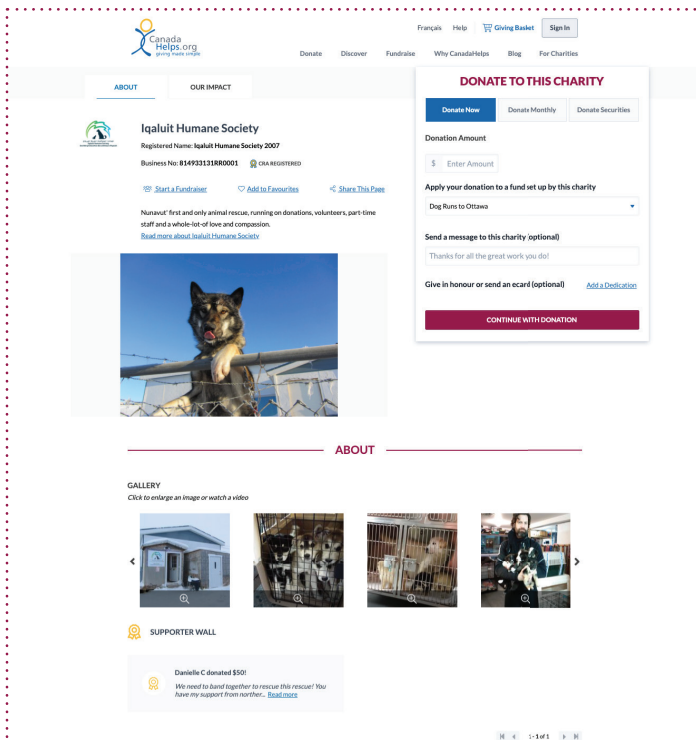 Canada
Helps.org
giving made simple
Français Help Giving Basket Sign In
Donate Discover Fundraise Why CanadaHelps Blog For Charities
ABOUT OUR IMPACT
Iqaluit Humane Society
Registered Name: Iqaluit Humane Society 2007
Business No: 814933131RR0001 CRA REGISTERED
Start a Fundraiser Add to Favourites Share This Page
Nunavut' first and only animal rescue, running on donations, volunteers, part-time
staff and a whole-lot-of love and compassion.
Read more about Iqaluit Humane Society
DONATE TO THIS CHARITY
Donate Now Donate Monthly Donate Securities
Donation Amount
$ Enter Amount
Apply your donation to a fund set up by this charity
Dog Runs to Ottawa
Send a message to this charity (optional)
Thanks for all the great work you do!
Give in honour or send an ecard (optional) Add a Dedication
CONTINUE WITH DONATION
ABOUT
GALLERY
Click to enlarge an image or watch a video
SUPPORTER WALL
Danielle C donated $50!
We need to band together to rescue this rescue! You
have my support from norther... Read more
1 - 1 of 1